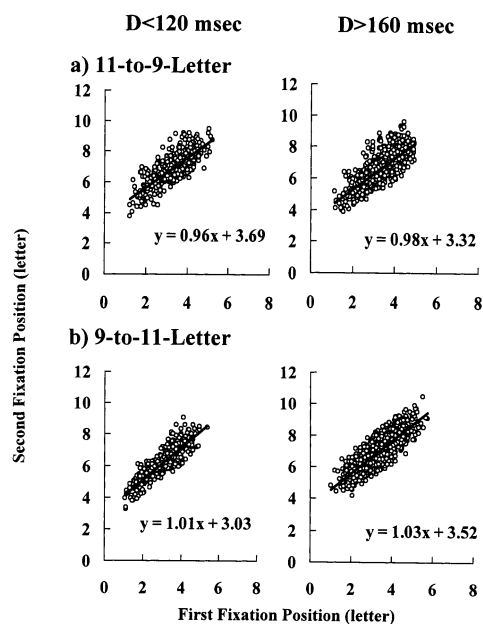 D<120 msec D>160 msec
a) 11-to-9-Letter
12 12
10 10
8 8
6 6
4 4
2 2
0 0
y = 0.96x + 3.69 y = 0.98x + 3.32
0 2 4 6 8 0 2 4 6 8
Second Fixation Position (letter)
b) 9-to-11-Letter
12 12
10 10
8 8
6 6
4 4
2 2
0 0
y = 1.01x + 3.03 y = 1.03x + 3.52
0 2 4 6 8 0 2 4 6 8
First Fixation Position (letter)